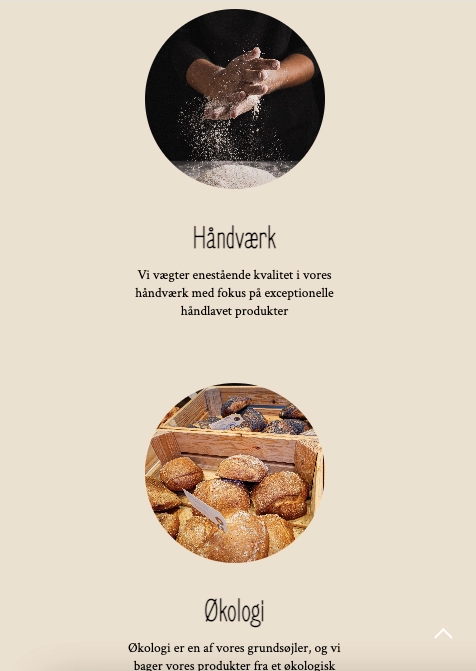 Håndværk
Vi vægter enestående kvalitet i vores
håndværk med fokus på exceptionelle
håndlavet produkter
Økologi
Økologi er en af vores grundsøjler, og vi
bager vores produkter fra et økologisk